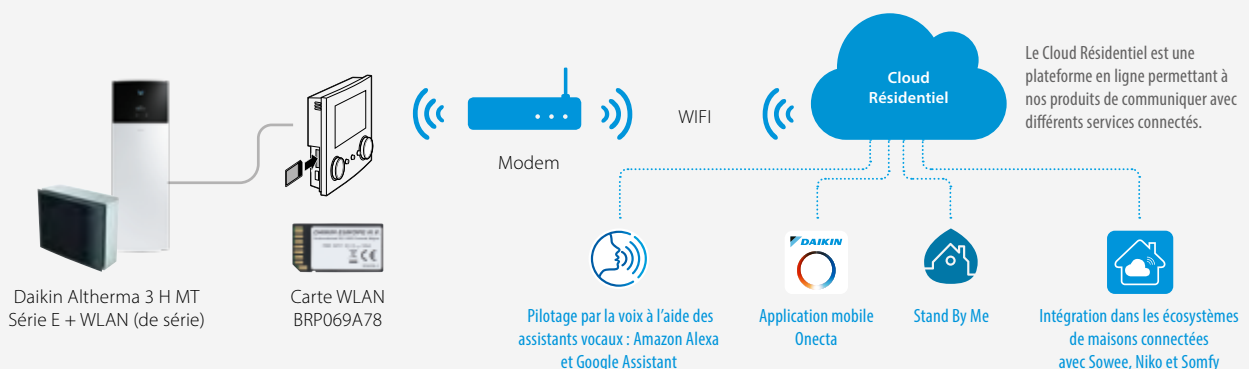 Cloud
Résidentiel
Le Cloud Résidentiel est une
plateforme en ligne permettant à
nos produits de communiquer avec
différents services connectés.
WIFI
Modem
Daikin Altherma 3 H MT
Série E + WLAN (de série)
Carte WLAN
BRP069A78
DAIKIN
Pilotage par la voix à l'aide des
assistants vocaux : Amazon Alexa
et Google Assistant
Application mobile
Onecta
Stand By Me
Intégration dans les écosystèmes
de maisons connectées
avec Sowee, Niko et Somfy